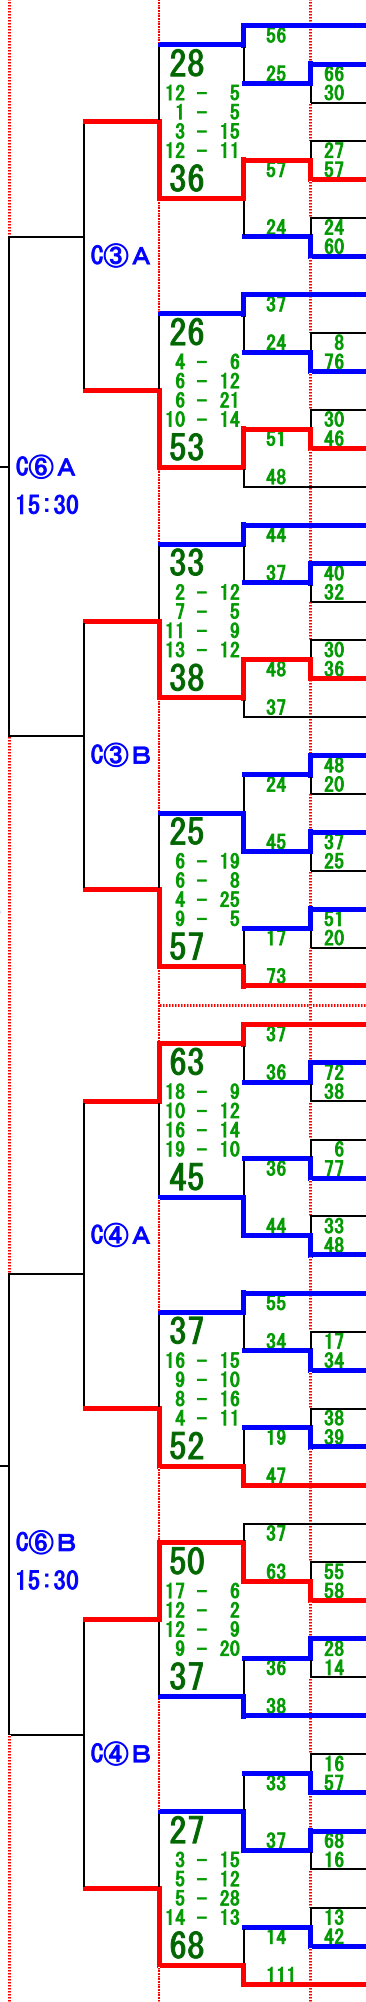 56
28
25 66
12 - 5 30
1 - 5
3 - 15 27
12 - 11
36 57 57
24 24
60
C③A
37
26
24 8
4 - 6 76
6 - 12
6 - 21 30
10 - 14
53 51 46
C⑥A
48
15:30
44
33
37 40
2 - 12 32
7 - 5
11 - 9 30
13 - 12
38 48 36
37
C③B
48
24 20
25
45 37
6 - 19 25
6 - 8
4 - 25 51
9 - 5
57 17 20
73
37
63
36 72
18 - 9 38
10 - 12
16 - 14 6
19 - 10
45 36 77
44 33
C④A
48
55
37
34 17
16 - 15 34
9 - 10
8 - 16 38
4 - 11
52 19 39
47
37
C⑥B
50
63 55
15:30
17 - 6 58
12 - 2
12 - 9 28
9 - 20
37 36 14
38
C④B
16
33 57
27
37 68
3 - 15 16
5 - 12
5 - 28 13
14 - 13
68 14 42
111